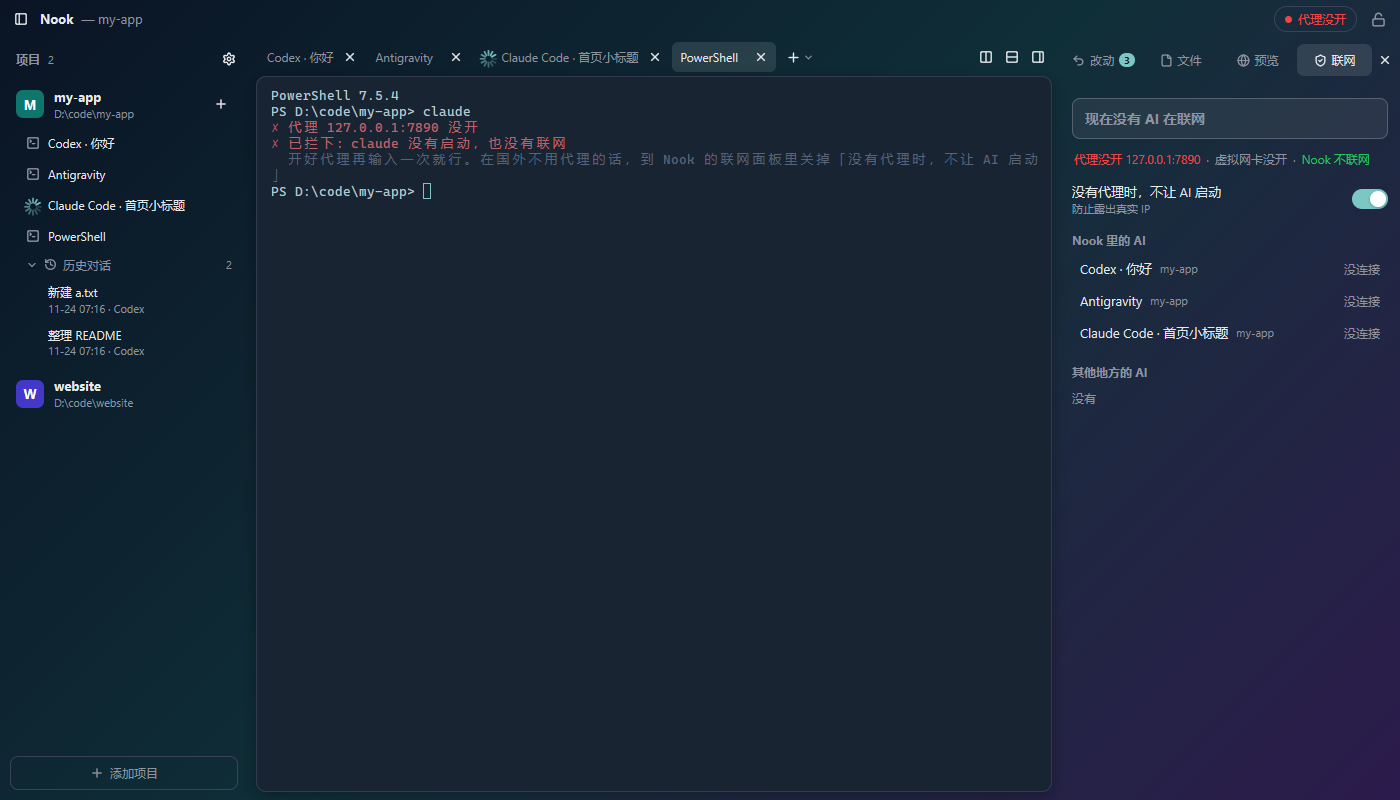 Nook — my-app
代理没开
项目 2
M
my-app
D:\code\my-app
Codex · 你好
Antigravity
Claude Code · 首页小标题
PowerShell
历史对话 2
新建 a.txt
11-24 07:16 · Codex
整理 README
11-24 07:16 · Codex
W
website
D:\code\website
添加项目
Codex · 你好
Antigravity
Claude Code · 首页小标题
PowerShell
PowerShell 7.5.4
PS D:\code\my-app> claude
✗ 代理 127.0.0.1:7890 没开
✗ 已拦下: claude 没有启动, 也没有联网
开好代理再输入一次就行。在国外不用代理的话, 到 Nook 的联网面板里关掉「没有代理时, 不让 AI 启动
」
PS D:\code\my-app>
改动 3
文件
预览
联网
现在没有 AI 在联网
代理没开 127.0.0.1:7890 · 虚拟网卡没开 · Nook 不联网
没有代理时，不让 AI 启动
防止露出真实 IP
Nook 里的 AI
Codex · 你好 my-app 没连接
Antigravity my-app 没连接
Claude Code · 首页小标题 my-app 没连接
其他地方的 AI
没有